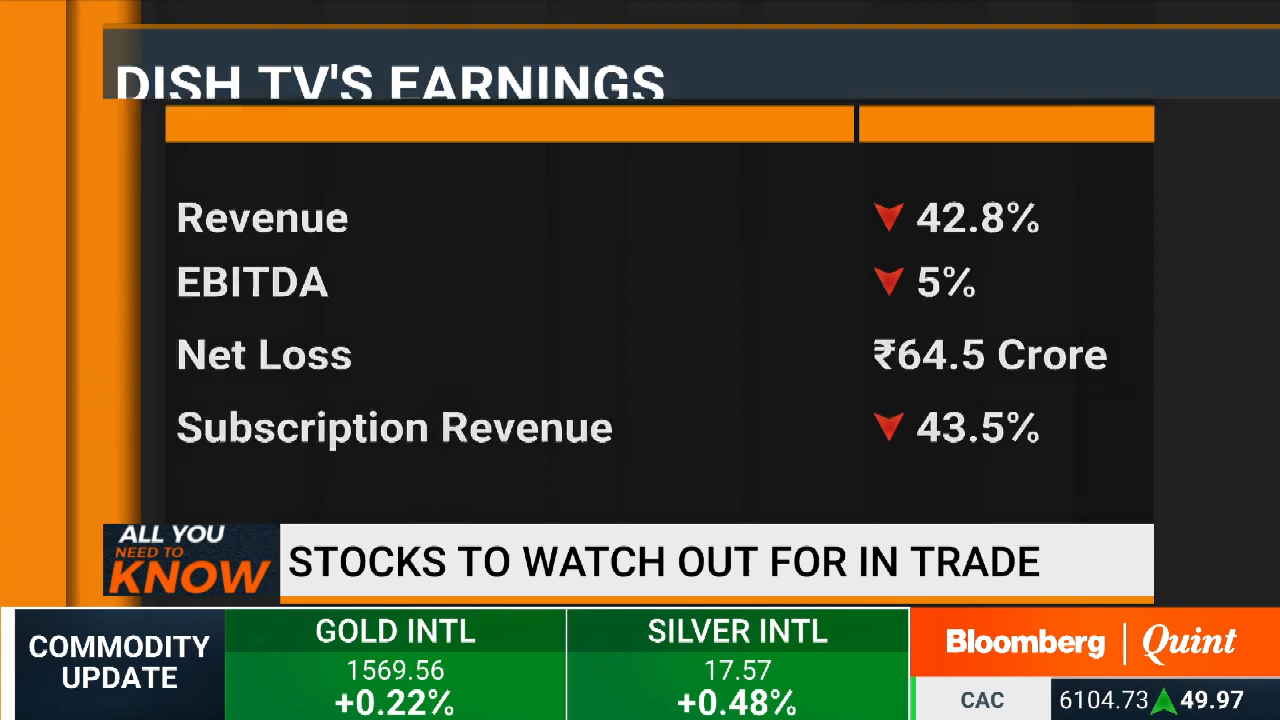 DISH TV'S EARNINGS
Revenue 42.8%
EBITDA 5%
Net Loss ₹64.5 Crore
Subscription Revenue 43.5%
ALL YOU
NEED TO
KNOW
STOCKS TO WATCH OUT FOR IN TRADE
COMMODITY
UPDATE
GOLD INTL
1569.56
+0.22%
SILVER INTL
17.57
+0.48%
Bloomberg | Quint
CAC 6104.73 49.97